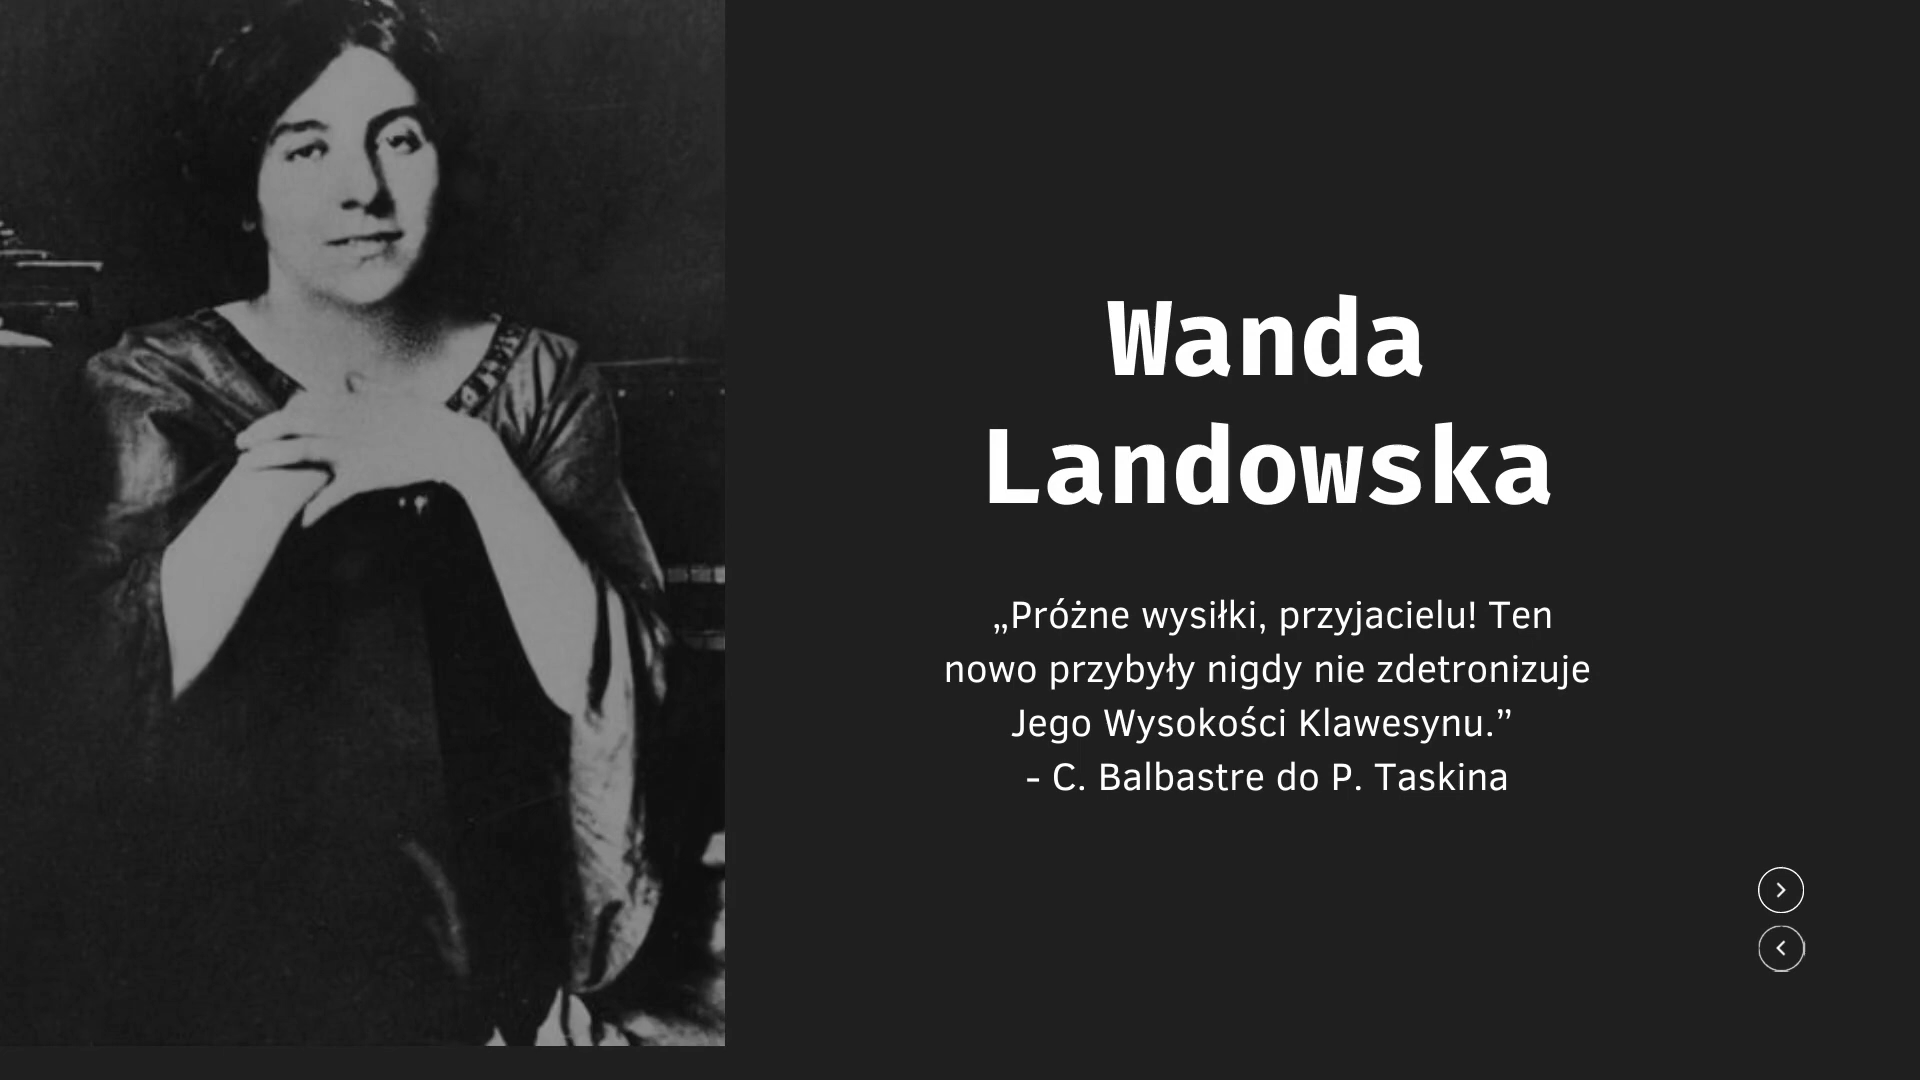 Wanda
Landowska
„Próżne wysiłki, przyjacielu! Ten
nowo przybyły nigdy nie zdetronizuje
Jego Wysokości Klawesynu.”
- C. Balbastre do P. Taskina